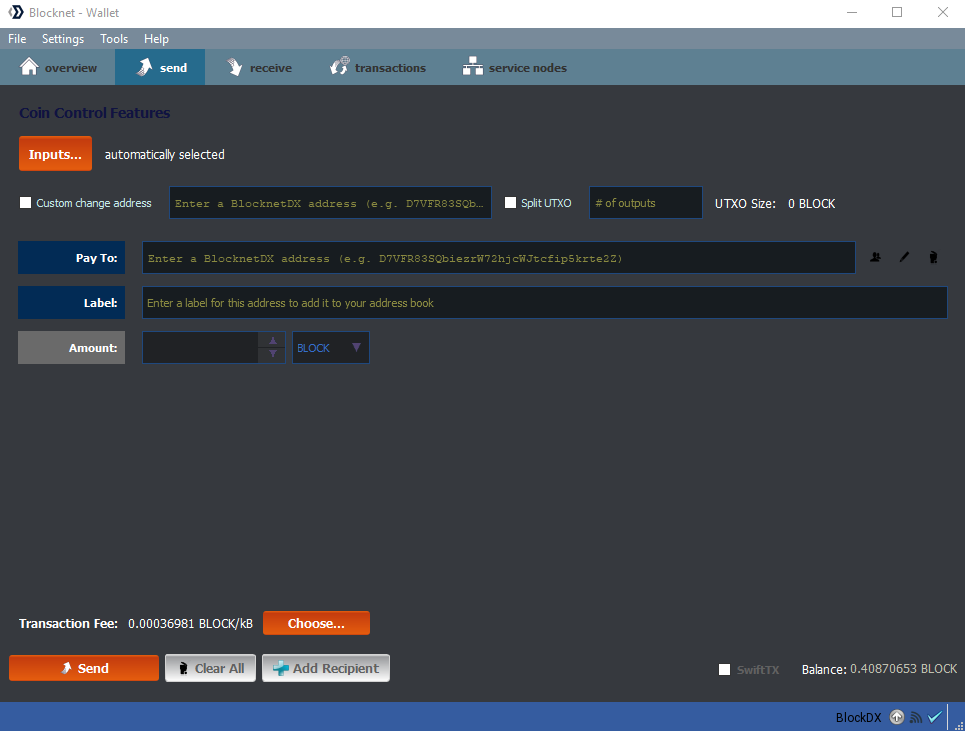 Blocknet - Wallet
File Settings Tools Help
overview send receive transactions service nodes
Coin Control Features
Inputs... automatically selected
Custom change address Enter a BlocknetDX address (e.g. D7VFR83SQb... Split UTXO # of outputs UTXO Size: 0 BLOCK
Pay To: Enter a BlocknetDX address (e.g. D7VFR83SQbiezrW72hjcWJtcfip5krte2Z)
Label: Enter a label for this address to add it to your address book
Amount: BLOCK
Transaction Fee: 0.00036981 BLOCK/kB Choose...
Send Clear All Add Recipient SwiftTX Balance: 0.40870653 BLOCK
BlockDX